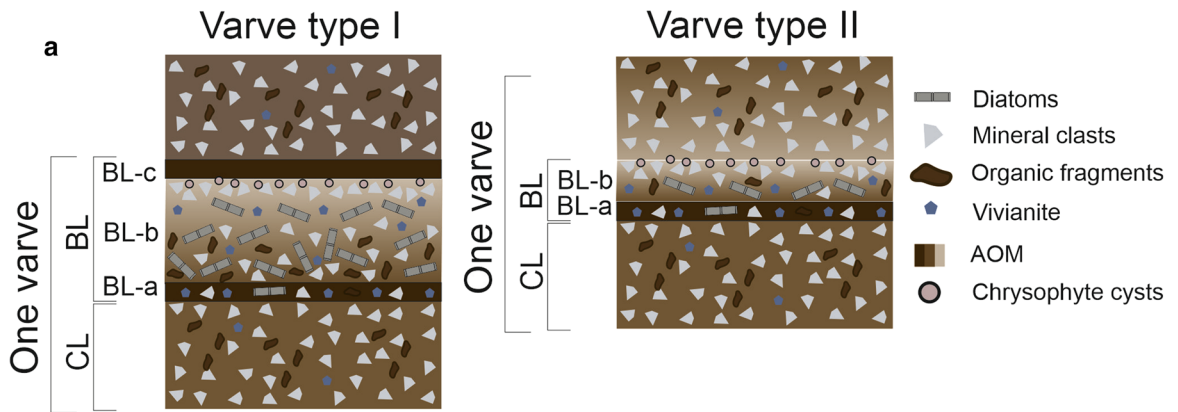 a
Varve type I
Varve type II
One varve
BL
CL
BL-c
BL-b
BL-a
One varve
BL
CL
BL-b
BL-a
Diatoms
Mineral clasts
Organic fragments
Vivianite
AOM
Chrysophyte cysts